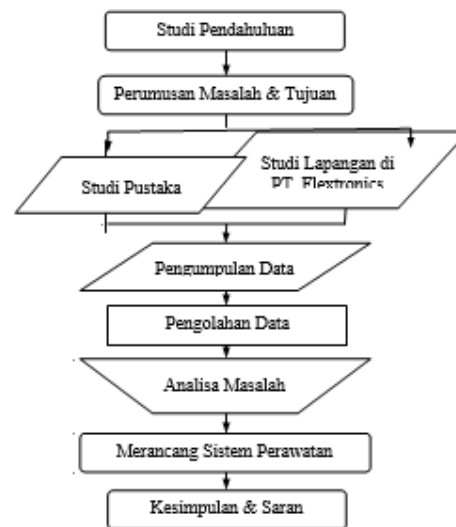 Studi Pendahuluan
Perumusan Masalah & Tujuan
Studi Pustaka
Studi Lapangan di
PT. Flextronics
Pengumpulan Data
Pengolahan Data
Analisa Masalah
Merancang Sistem Perawatan
Kesimpulan & Saran